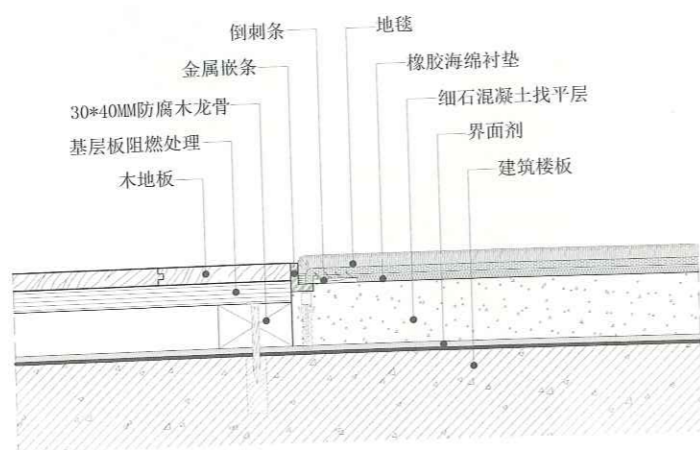 倒刺条
地毯
金属嵌条
橡胶海绵衬垫
30*40MM防腐木龙骨
细石混凝土找平层
基层板阻燃处理
界面剂
木地板
建筑楼板